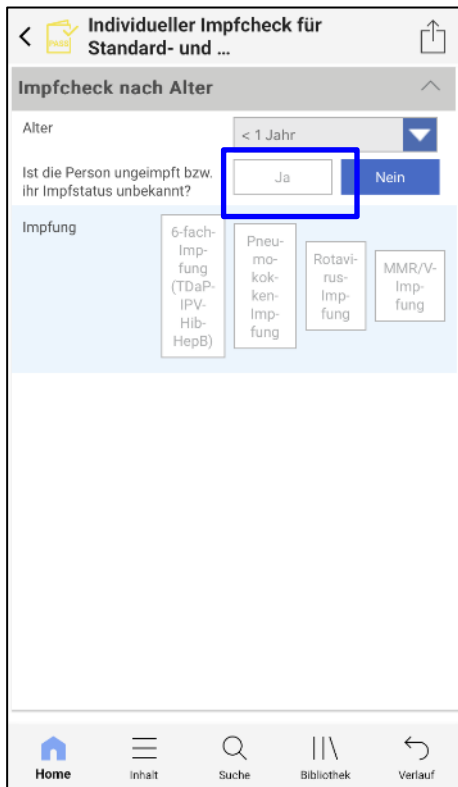 PASS
Individueller Impfcheck für
Standard- und ...
Impfcheck nach Alter
Alter
< 1 Jahr
Ist die Person ungeimpft bzw.
ihr Impfstatus unbekannt?
Ja
Nein
Impfung
6-fach-
Imp-
fung
(TDaP-
IPV-
Hib-
HepB)
Pneu-
mo-
kok-
ken-
Imp-
fung
Rotavi-
rus-
Imp-
fung
MMR/V-
Imp-
fung
Home
Inhalt
Suche
Bibliothek
Verlauf